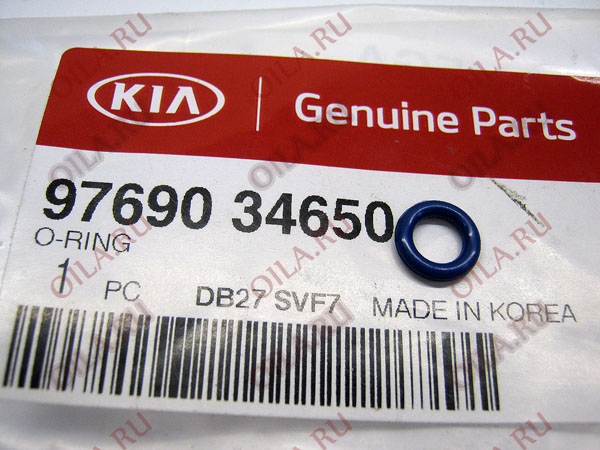 KIA
Genuine Parts
97690 34650
O-RING
1 PC DB27 SVF7 MADE IN KOREA
OILA.RU